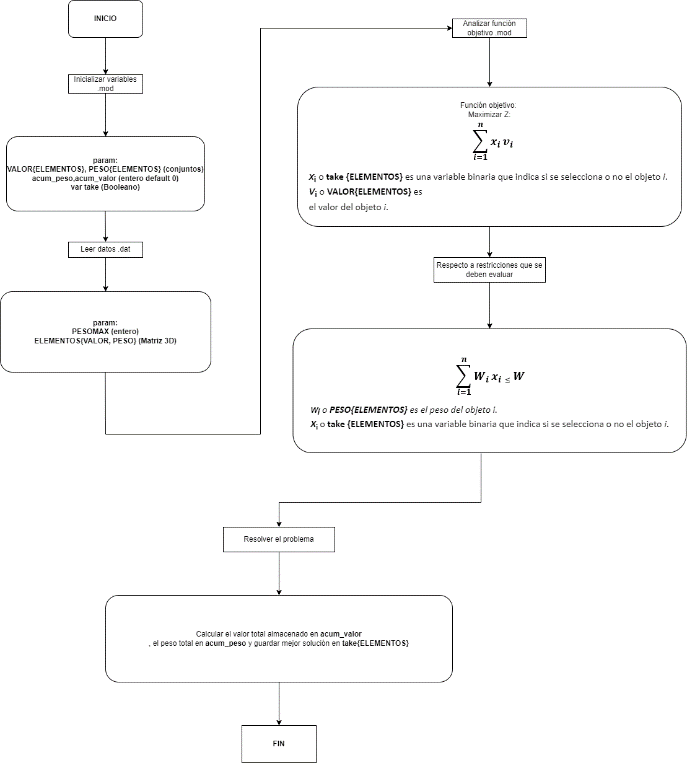 INICIO
Inicializar variables
.mod
param:
VALOR{ELEMENTOS}, PESO{ELEMENTOS} (conjuntos)
acum_peso,acum_valor (entero default 0)
var take (Booleano)
Leer datos .dat
param:
PESOMAX (entero)
ELEMENTOS{VALOR, PESO} (Matriz 3D)
Analizar función
objetivo .mod
Función objetivo:
Maximizar Z:
n
∑ xᵢ vᵢ
i=1
Xᵢ o take {ELEMENTOS} es una variable binaria que indica si se selecciona o no el objeto i.
Vᵢ o VALOR{ELEMENTOS} es
el valor del objeto i.
Respecto a restricciones que se
deben evaluar
n
∑ Wᵢ xᵢ ≤ W
i=1
Wᵢ o PESO{ELEMENTOS} es el peso del objeto i.
Xᵢ o take {ELEMENTOS} es una variable binaria que indica si se selecciona o no el objeto i.
Resolver el problema
Calcular el valor total almacenado en acum_valor
, el peso total en acum_peso y guardar mejor solución en take{ELEMENTOS}
FIN